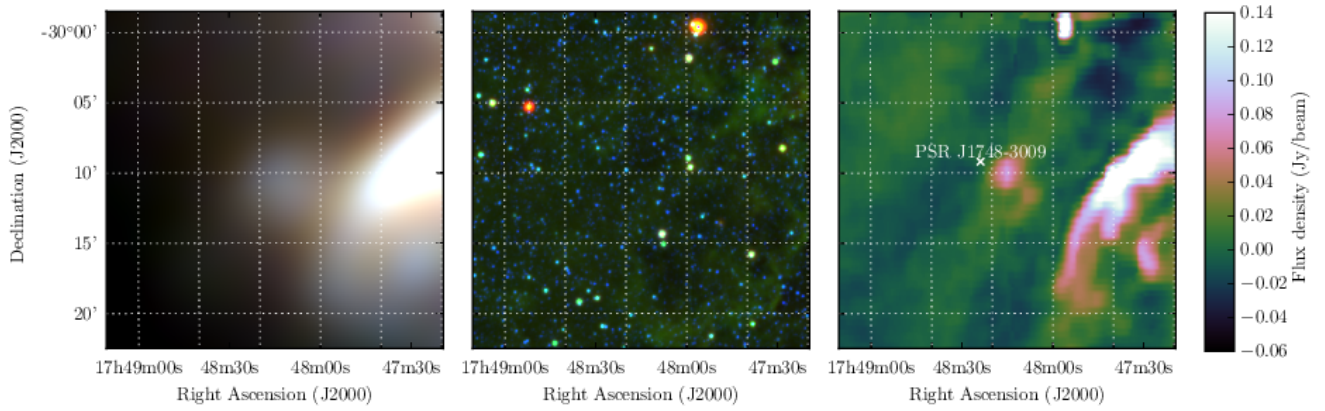 Declination (J2000)
-30°00'
05'
10'
15'
20'
17h49m00s 48m30s 48m00s 47m30s
Right Ascension (J2000)
17h49m00s 48m30s 48m00s 47m30s
Right Ascension (J2000)
PSR J1748-3009
17h49m00s 48m30s 48m00s 47m30s
Right Ascension (J2000)
0.14
0.12
0.10
0.08
0.06
0.04
0.02
0.00
−0.02
−0.04
−0.06
Flux density (Jy/beam)